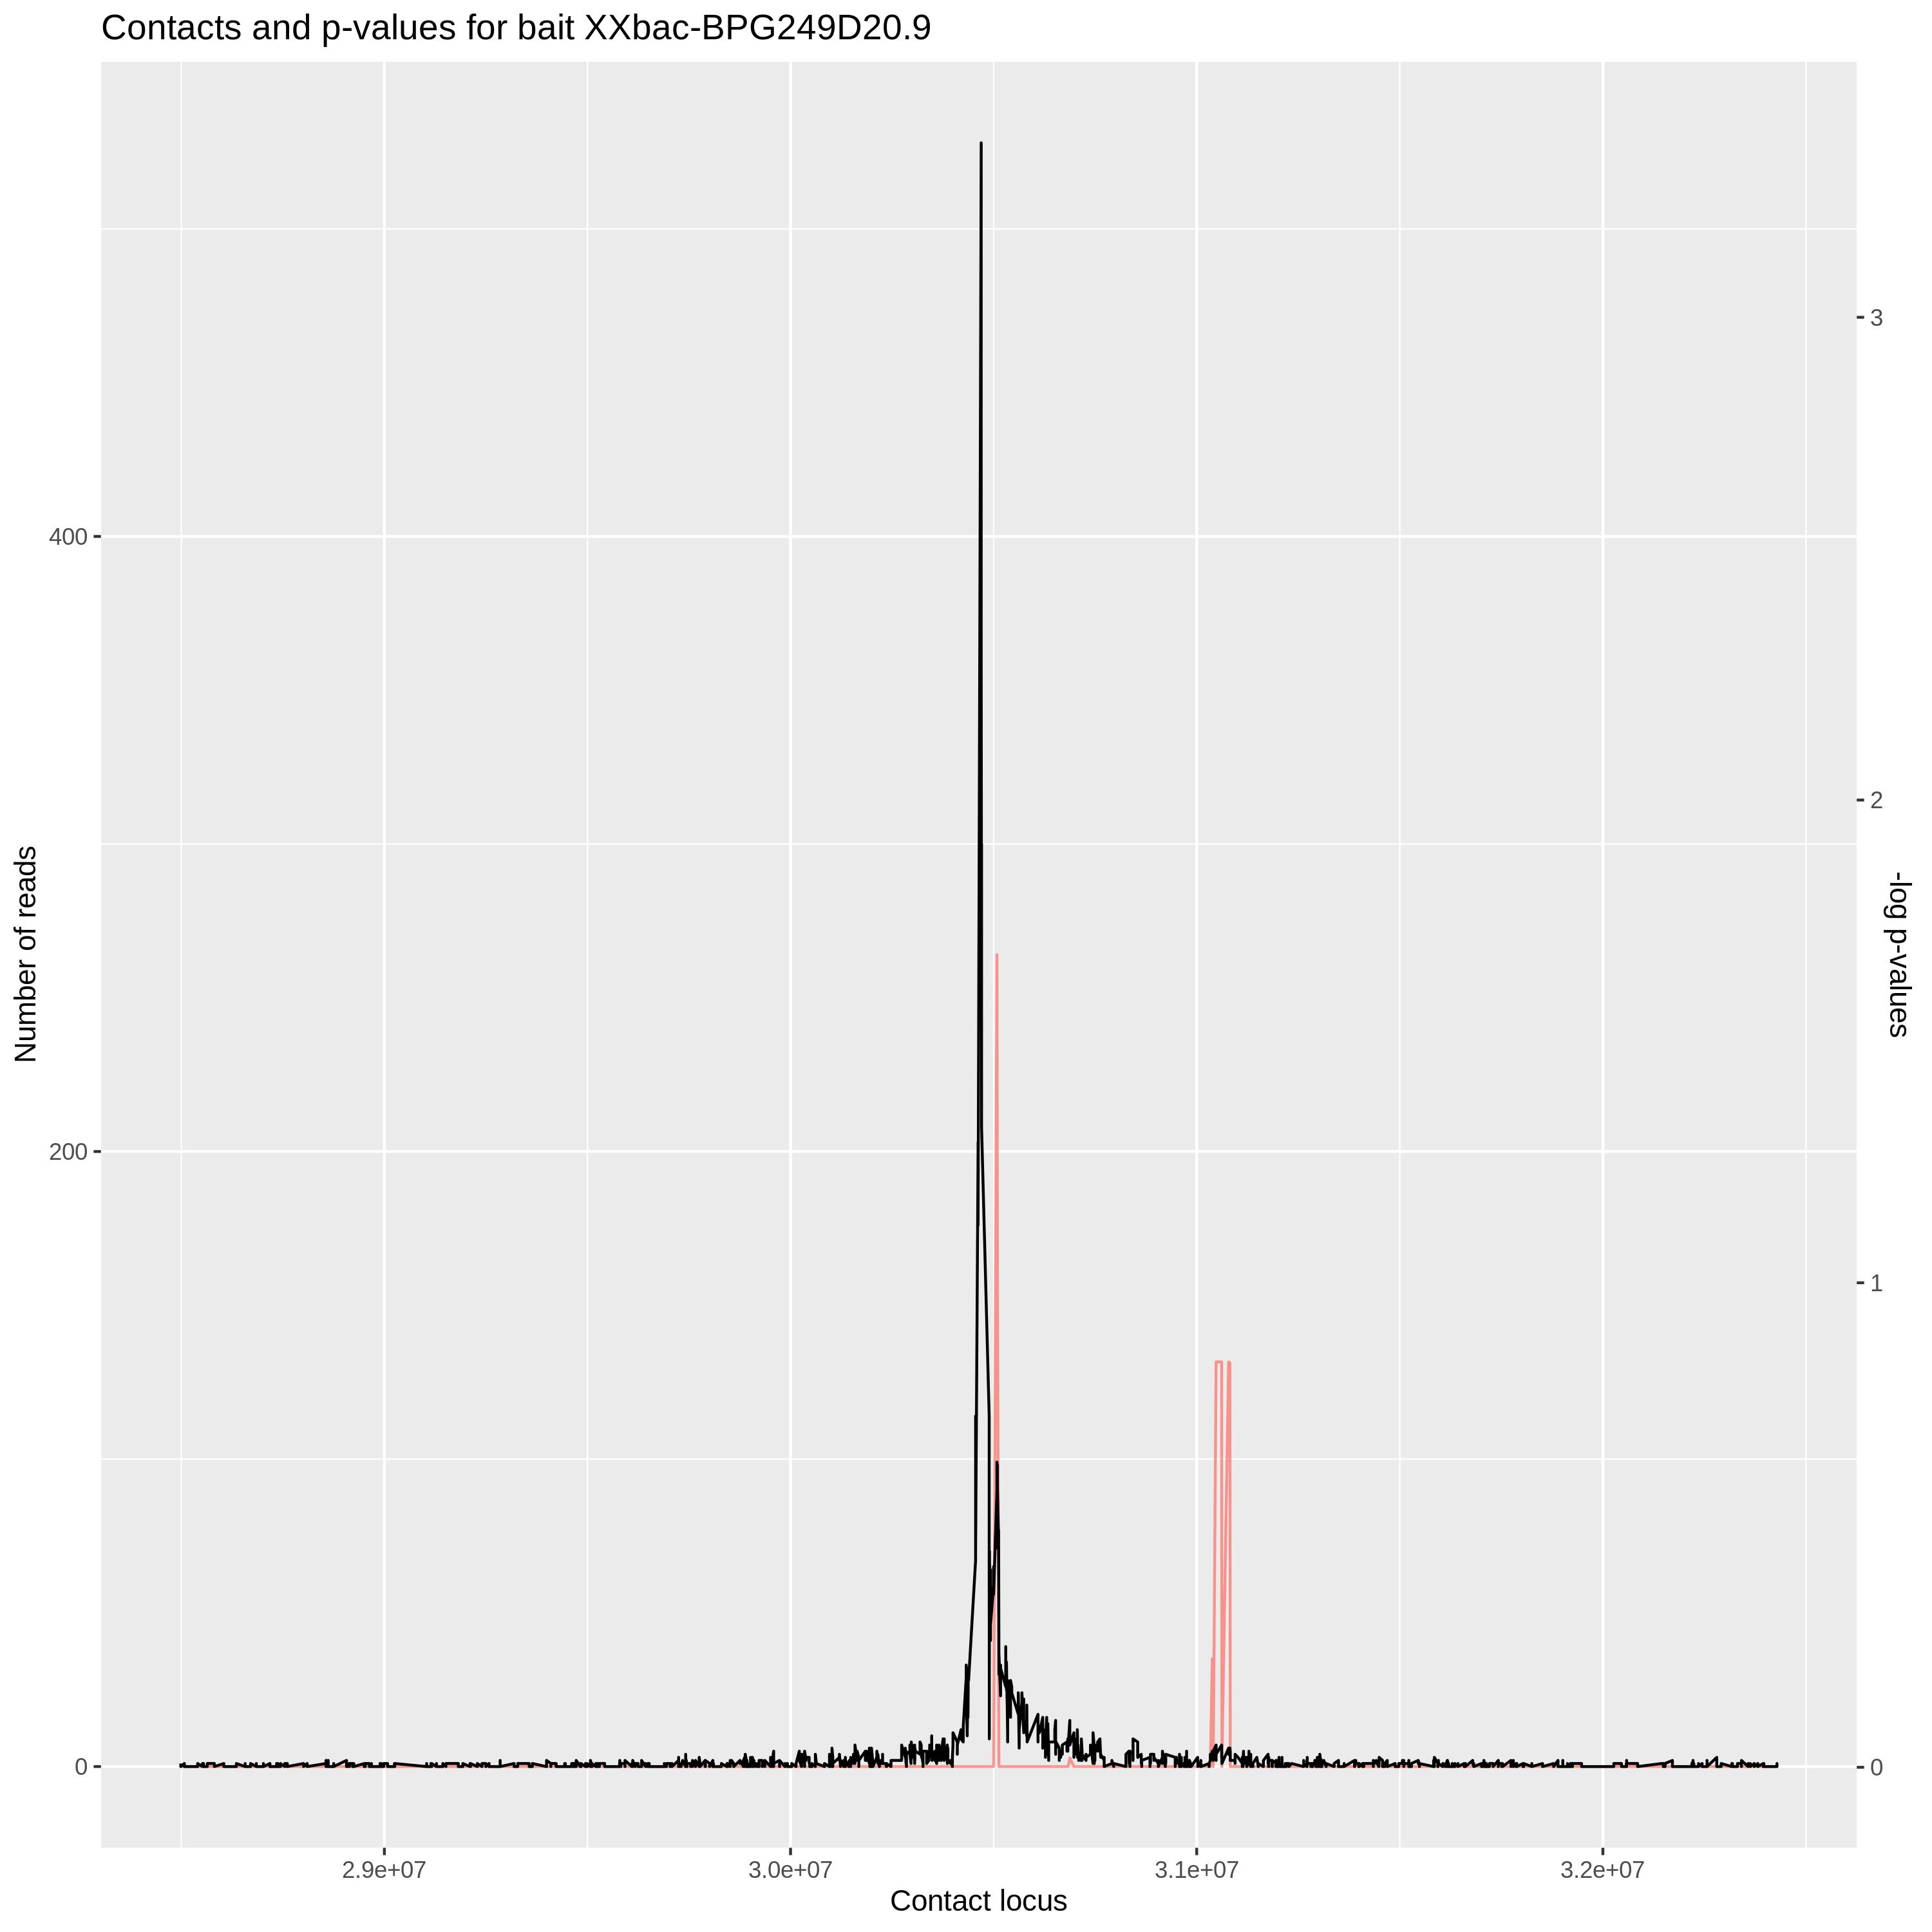 Contacts and p-values for bait XXbac-BPG249D20.9
Number of reads
400
200
0
3
2
1
0
-log p-values
2.9e+07
3.0e+07
3.1e+07
3.2e+07
Contact locus